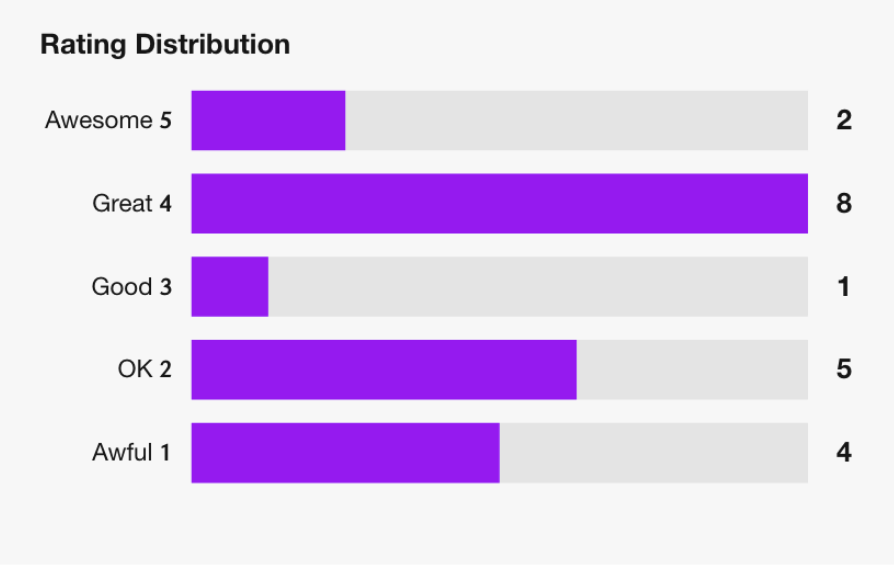 Rating Distribution
Awesome 5 2
Great 4 8
Good 3 1
OK 2 5
Awful 1 4